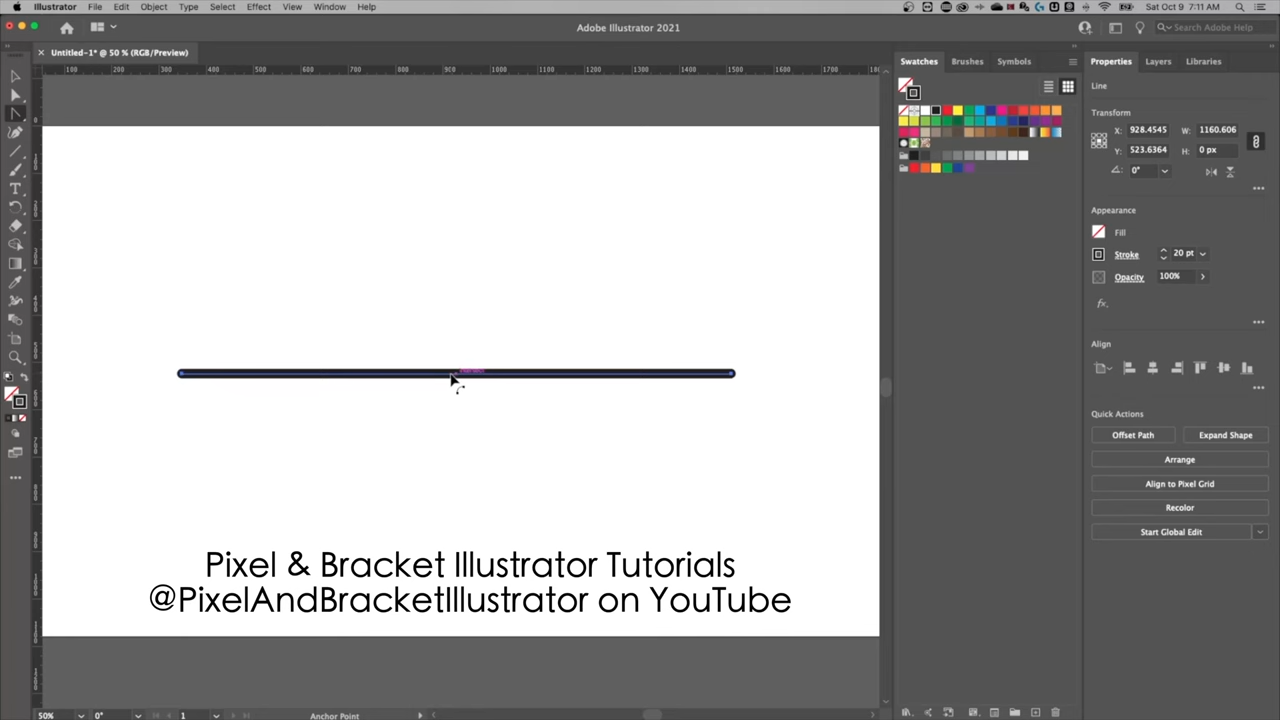 Illustrator File Edit Object Type Select Effect View Window Help
Sat Oct 9 7:11 AM
Adobe Illustrator 2021
Search Adobe Help
Untitled-1* @ 50 % (RGB/Preview)
Swatches Brushes Symbols
Properties Layers Libraries
Line
Transform
X: 928.4545 W: 1160.606
Y: 523.6364 H: 0 px
0°
Appearance
Fill
Stroke 20 pt
Opacity 100%
fx.
Align
Quick Actions
Offset Path Expand Shape
Arrange
Align to Pixel Grid
Recolor
Start Global Edit
Pixel & Bracket Illustrator Tutorials
@PixelAndBracketIllustrator on YouTube
50% 0° 1 Anchor Point